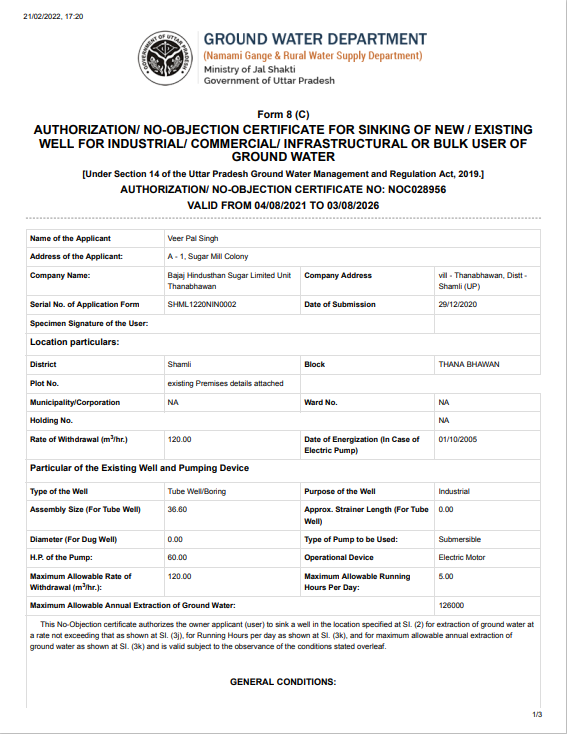 21/02/2022, 17:20
GOVERNMENT OF UTTAR PRADESH
GROUND WATER DEPARTMENT
(Namami Gange & Rural Water Supply Department)
Ministry of Jal Shakti
Government of Uttar Pradesh
Form 8 (C)
AUTHORIZATION/ NO-OBJECTION CERTIFICATE FOR SINKING OF NEW / EXISTING
WELL FOR INDUSTRIAL/ COMMERCIAL/ INFRASTRUCTURAL OR BULK USER OF
GROUND WATER
[Under Section 14 of the Uttar Pradesh Ground Water Management and Regulation Act, 2019.]
AUTHORIZATION/ NO-OBJECTION CERTIFICATE NO: NOC028956
VALID FROM 04/08/2021 TO 03/08/2026
Name of the Applicant Veer Pal Singh
Address of the Applicant: A - 1, Sugar Mill Colony
Company Name: Bajaj Hindusthan Sugar Limited Unit Thanabhawan Company Address vill - Thanabhawan, Distt - Shamli (UP)
Serial No. of Application Form SHML1220NIN0002 Date of Submission 29/12/2020
Specimen Signature of the User:
Location particulars:
District Shamli Block THANA BHAWAN
Plot No. existing Premises details attached
Municipality/Corporation NA Ward No. NA
Holding No. NA
Rate of Withdrawal (m³/hr.) 120.00 Date of Energization (In Case of Electric Pump) 01/10/2005
Particular of the Existing Well and Pumping Device
Type of the Well Tube Well/Boring Purpose of the Well Industrial
Assembly Size (For Tube Well) 36.60 Approx. Strainer Length (For Tube Well) 0.00
Diameter (For Dug Well) 0.00 Type of Pump to be Used: Submersible
H.P. of the Pump: 60.00 Operational Device Electric Motor
Maximum Allowable Rate of Withdrawal (m³/hr.): 120.00 Maximum Allowable Running Hours Per Day: 5.00
Maximum Allowable Annual Extraction of Ground Water: 126000
This No-Objection certificate authorizes the owner applicant (user) to sink a well in the location specified at Sl. (2) for extraction of ground water at
a rate not exceeding that as shown at Sl. (3j), for Running Hours per day as shown at Sl. (3k), and for maximum allowable annual extraction of
ground water as shown at Sl. (3k) and is valid subject to the observance of the conditions stated overleaf.
GENERAL CONDITIONS:
1/3